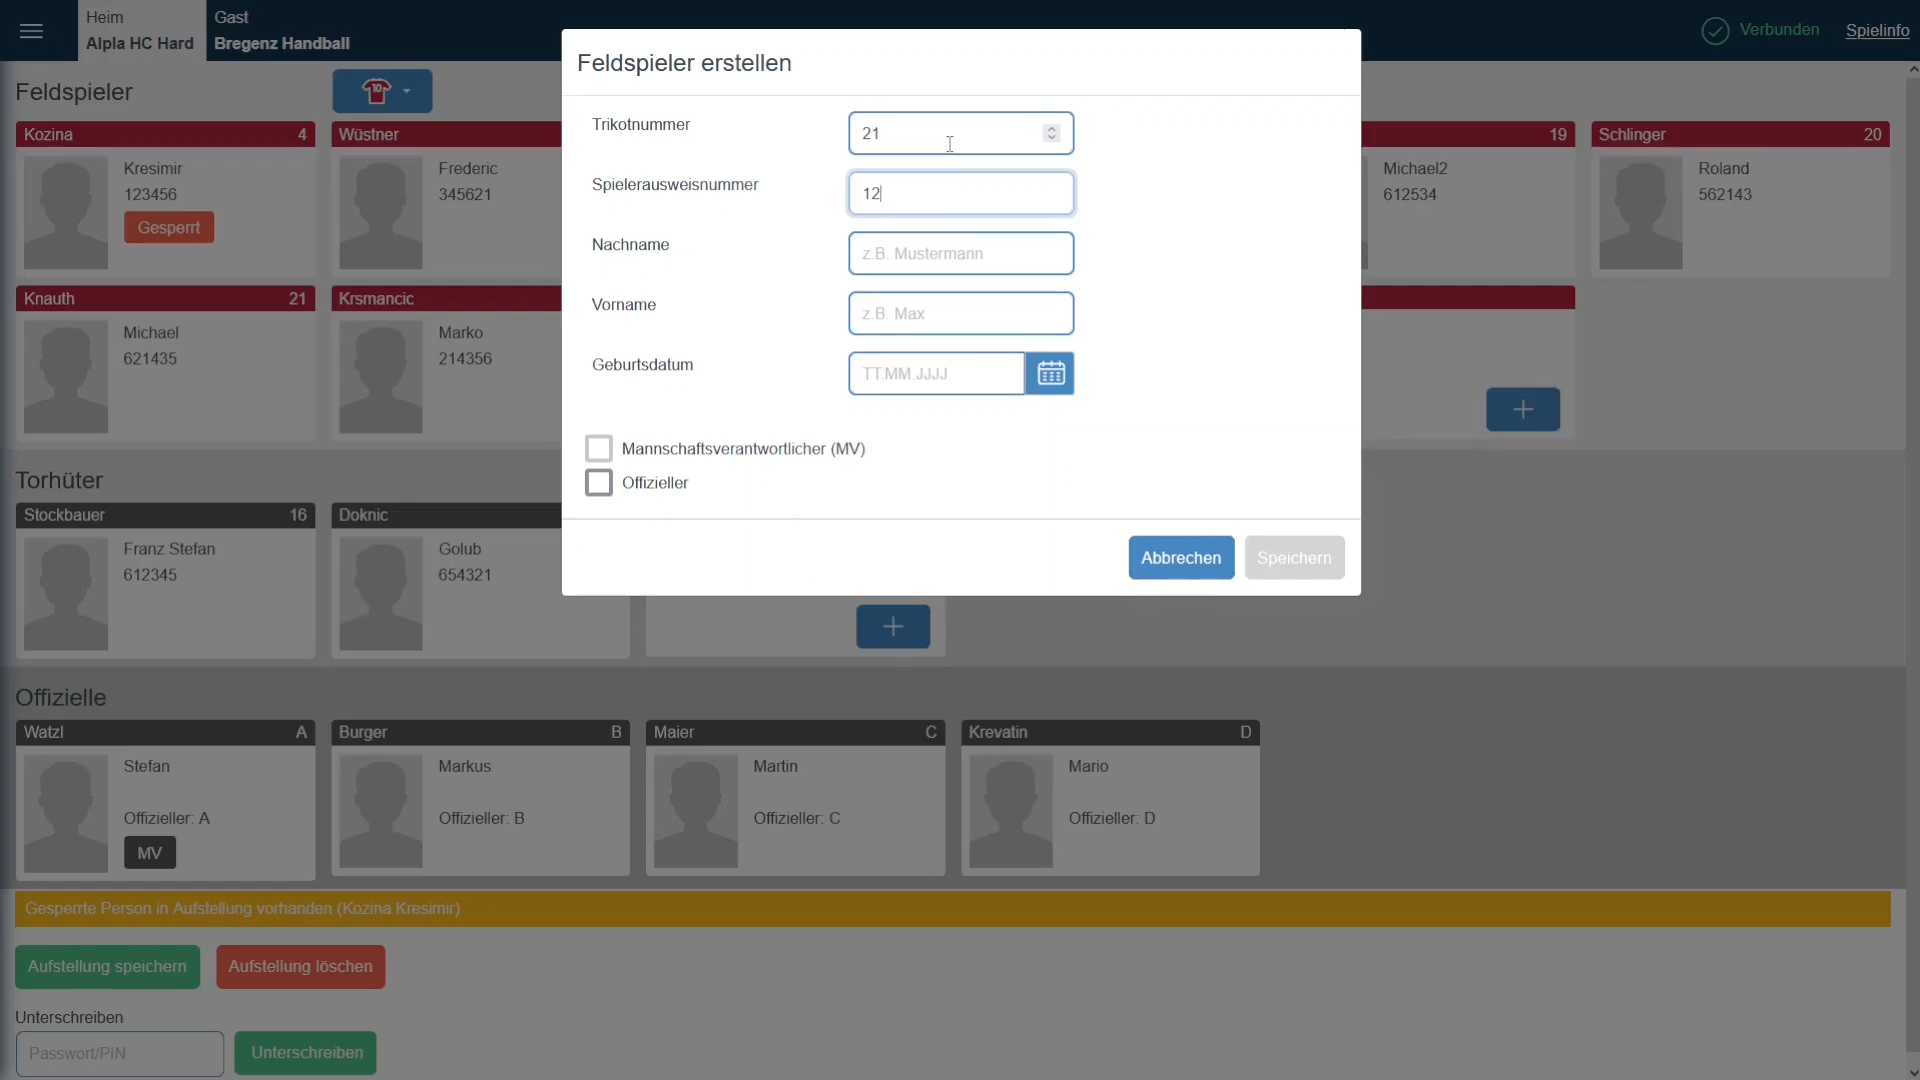 Heim
Alpla HC Hard
Gast
Bregenz Handball
Verbunden
Spielinfo
Feldspieler
10
Feldspieler erstellen
Trikotnummer
21
Spielerausweisnummer
12
Nachname
z.B. Mustermann
Vorname
z.B. Max
Geburtsdatum
TT.MM.JJJJ
Mannschaftsverantwortlicher (MV)
Offizieller
Abbrechen
Speichern
Kozina 4
Kresimir
123456
Gesperrt
Wüstner
Frederic
345621
19
Michael2
612534
Schlinger 20
Roland
562143
Knauth 21
Michael
621435
Krsmancic
Marko
214356
Torhüter
Stockbauer 16
Franz Stefan
612345
Doknic
Golub
654321
Offizielle
Watzl A
Stefan
Offizieller: A
MV
Burger B
Markus
Offizieller: B
Maier C
Martin
Offizieller: C
Krevatin D
Mario
Offizieller: D
Gesperrte Person in Aufstellung vorhanden (Kozina Kresimir)
Aufstellung speichern
Aufstellung löschen
Unterschreiben
Passwort/PIN
Unterschreiben